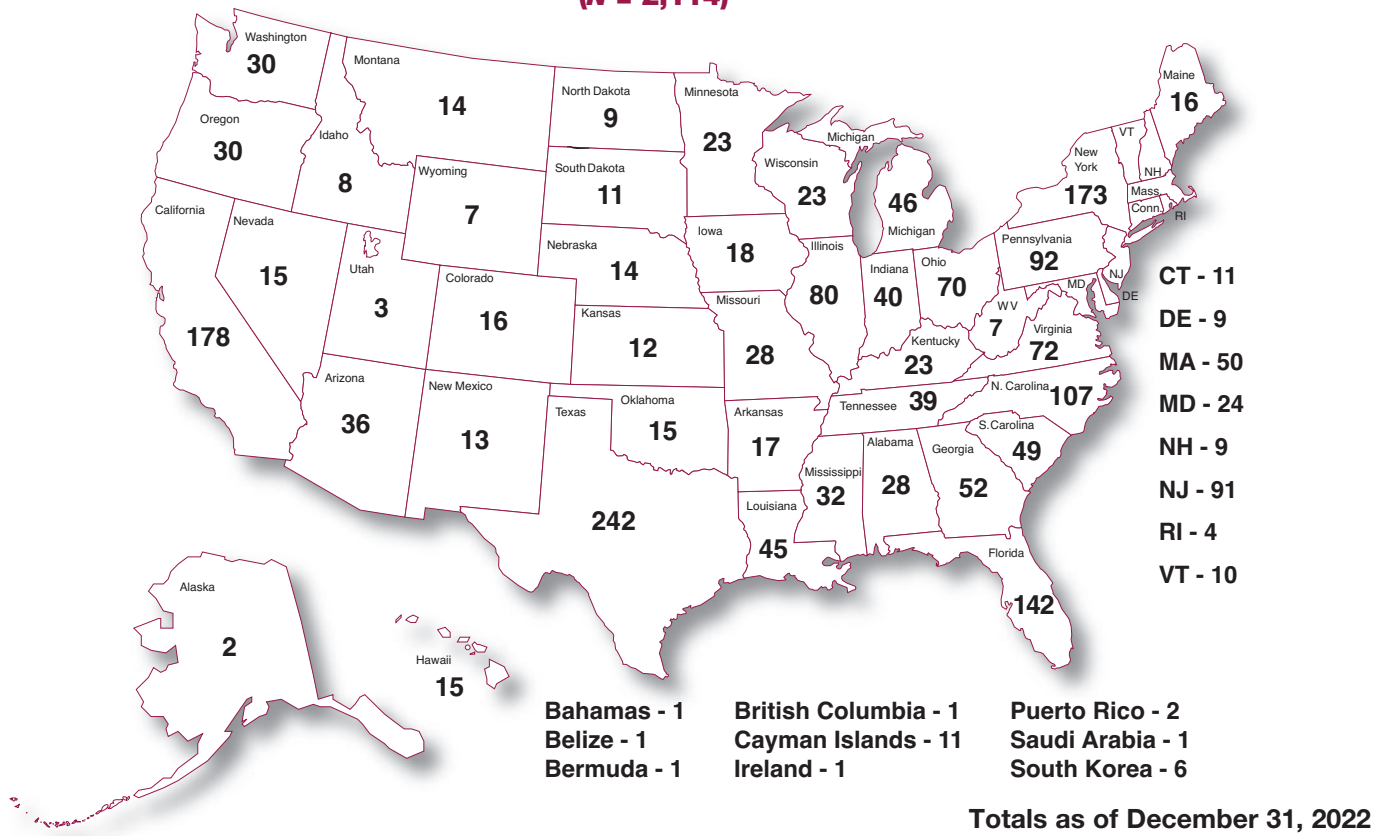 (N = 2,114)
Washington
30
Montana
14
North Dakota
9
Minnesota
23
Maine
16
Oregon
30
Idaho
8
Wyoming
7
South Dakota
11
Wisconsin
23
Michigan
46
Michigan
VT
NH
New
York
173
Mass.
Conn.
RI
California
178
Nevada
15
Utah
3
Colorado
16
Nebraska
14
Iowa
18
Illinois
80
Indiana
40
Ohio
70
Pennsylvania
92
NJ
MD
DE
WV
7
Virginia
72
Kansas
12
Missouri
28
Kentucky
23
Arizona
36
New Mexico
13
Texas
242
Oklahoma
15
Arkansas
17
Tennessee 39
N. Carolina 107
S.Carolina
49
Mississippi
32
Alabama
28
Georgia
52
Louisiana
45
Florida
142
Alaska
2
Hawaii
15
CT - 11
DE - 9
MA - 50
MD - 24
NH - 9
NJ - 91
RI - 4
VT - 10
Bahamas - 1
Belize - 1
Bermuda - 1
British Columbia - 1
Cayman Islands - 11
Ireland - 1
Puerto Rico - 2
Saudi Arabia - 1
South Korea - 6
Totals as of December 31, 2022